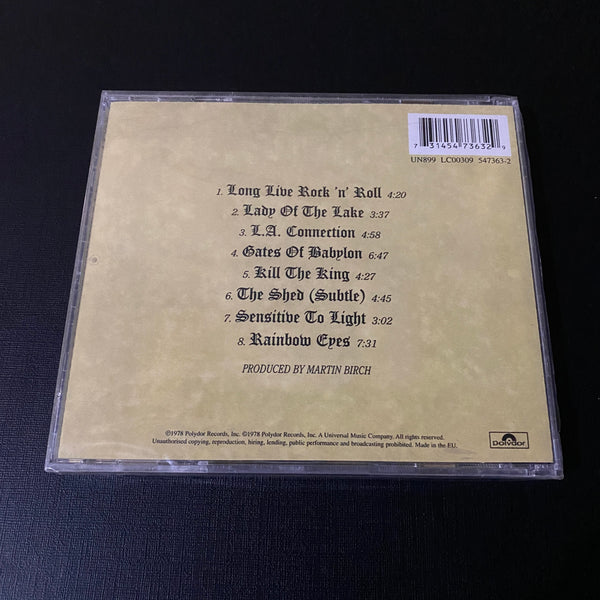 7 31454 73632 9
UN899 LC00309 547363-2
1. Long Live Rock 'n' Roll 4:20
2. Lady Of The Lake 3:37
3. L.A. Connection 4:58
4. Gates Of Babylon 6:47
5. Kill The King 4:27
6. The Shed (Subtle) 4:45
7. Sensitive To Light 3:02
8. Rainbow Eyes 7:31
PRODUCED BY MARTIN BIRCH
℗1978 Polydor Records, Inc. ©1978 Polydor Records, Inc. A Universal Music Company. All rights reserved.
Unauthorised copying, reproduction, hiring, lending, public performance and broadcasting prohibited. Made in the EU.
polydor